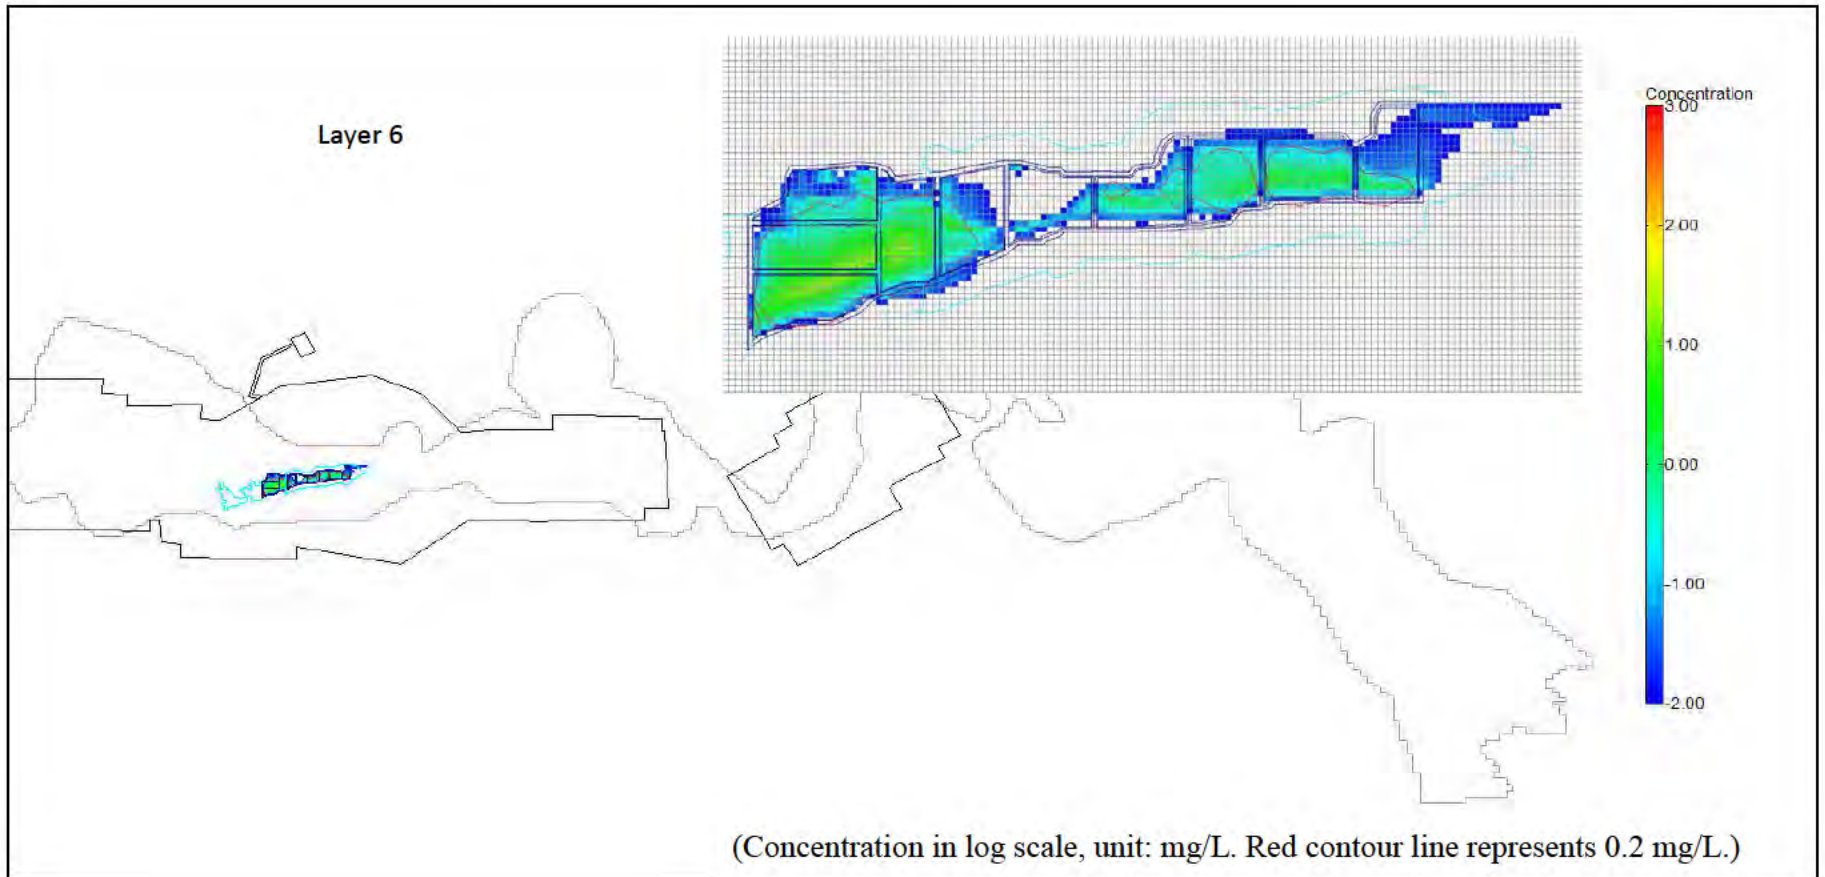 Layer 6
Concentration
3.00
2.00
1.00
0.00
-1.00
-2.00
(Concentration in log scale, unit: mg/L. Red contour line represents 0.2 mg/L.)